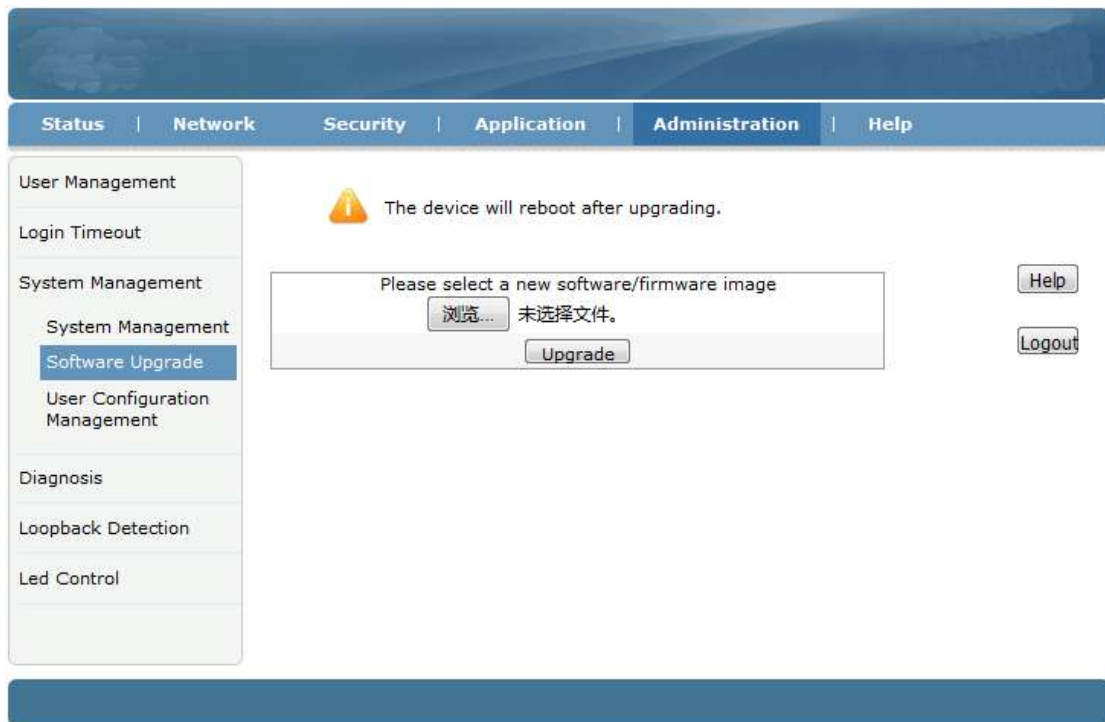 Status | Network Security | Application | Administration | Help
User Management
Login Timeout
System Management
System Management
Software Upgrade
User Configuration
Management
Diagnosis
Loopback Detection
Led Control
The device will reboot after upgrading.
Please select a new software/firmware image
浏览... 未选择文件。
Upgrade
Help
Logout